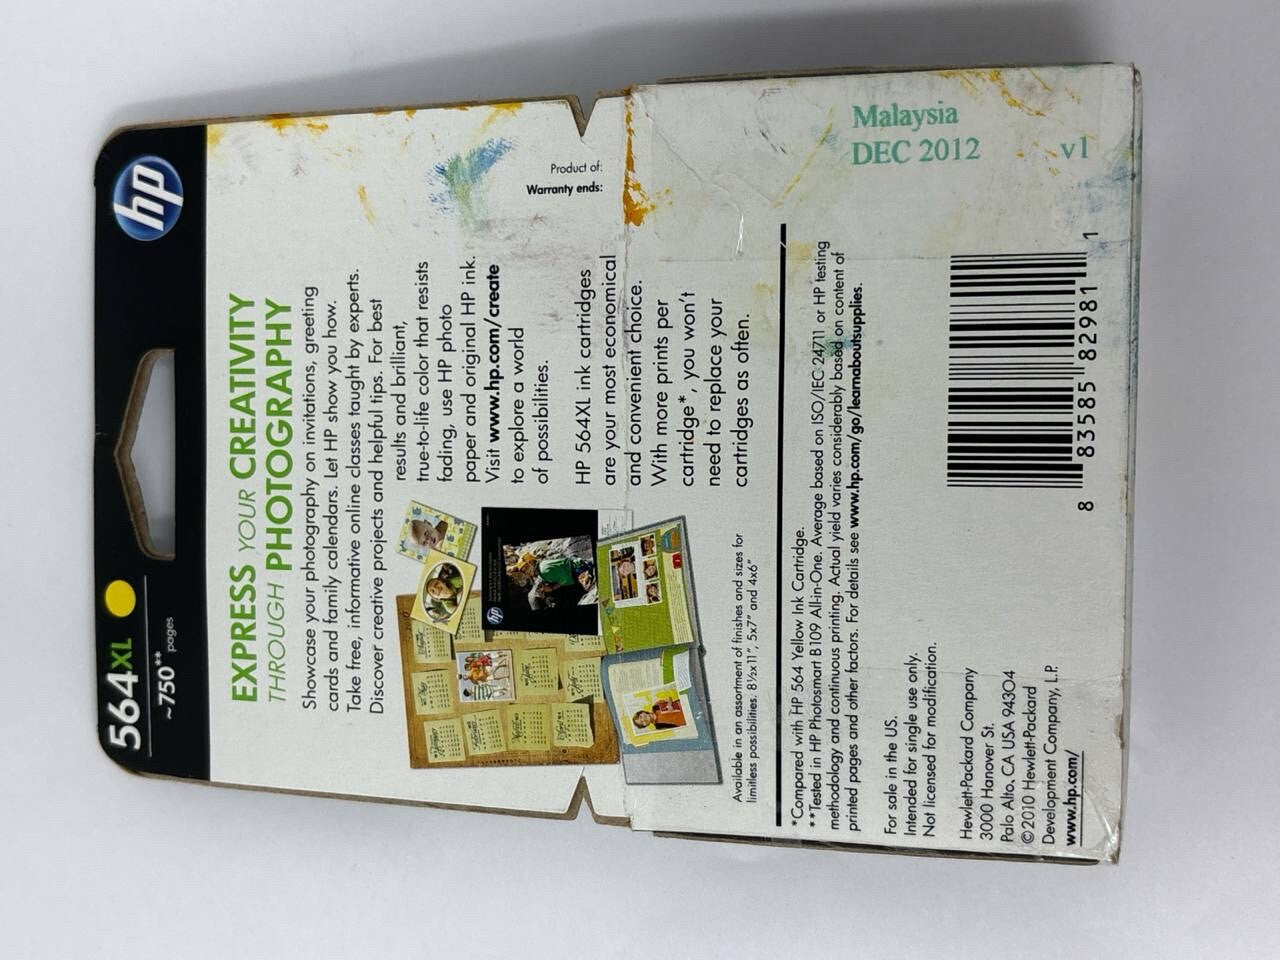 hp
564XL
~750**
pages
EXPRESS YOUR CREATIVITY
THROUGH PHOTOGRAPHY
Showcase your photography on invitations, greeting
cards and family calendars. Let HP show you how.
Take free, informative online classes taught by experts.
Discover creative projects and helpful tips. For best
results and brilliant,
true-to-life color that resists
fading, use HP photo
paper and original HP ink.
Visit www.hp.com/create
to explore a world
of possibilities.
HP 564XL ink cartridges
are your most economical
and convenient choice.
With more prints per
cartridge*, you won't
need to replace your
cartridges as often.
Product of:
Warranty ends:
Malaysia
DEC 2012
v1
hp
Available in an assortment of finishes and sizes for
limitless possibilities. 8½x11", 5x7" and 4x6"
*Compared with HP 564 Yellow Ink Cartridge.
**Tested in HP Photosmart B109 All-in-One. Average based on ISO/IEC 24711 or HP testing
methodology and continuous printing. Actual yield varies considerably based on content of
printed pages and other factors. For details see www.hp.com/go/learnaboutsupplies.
For sale in the US.
Intended for single use only.
Not licensed for modification.
Hewlett-Packard Company
3000 Hanover St.
Palo Alto, CA USA 94304
©2010 Hewlett-Packard
Development Company, L.P.
www.hp.com/
8 83585 82981 1